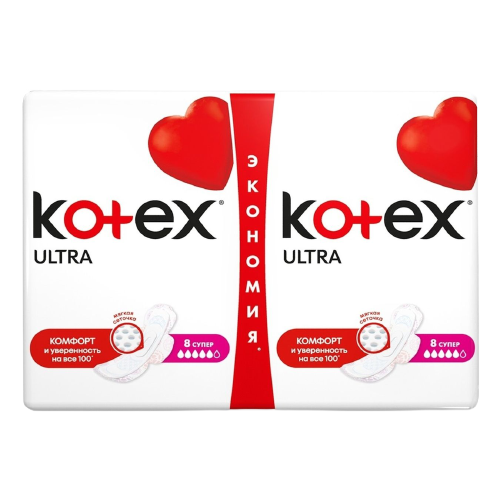 kotex®
ULTRA
мягкая
сеточка
КОМФОРТ
и уверенность
на все 100*
8 СУПЕР
ЭКОНОМИЯ*
kotex®
ULTRA
мягкая
сеточка
КОМФОРТ
и уверенность
на все 100*
8 СУПЕР